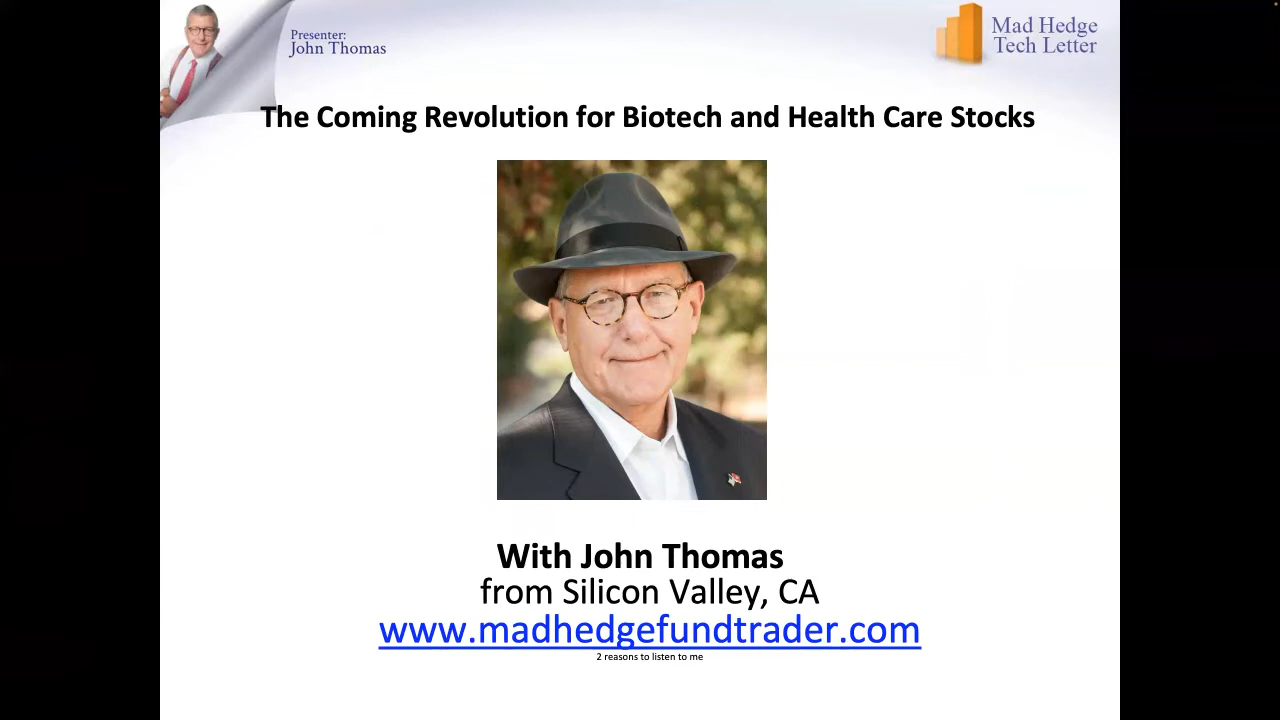 Presenter:
John Thomas
Mad Hedge
Tech Letter
The Coming Revolution for Biotech and Health Care Stocks
With John Thomas
from Silicon Valley, CA
www.madhedgefundtrader.com
2 reasons to listen to me